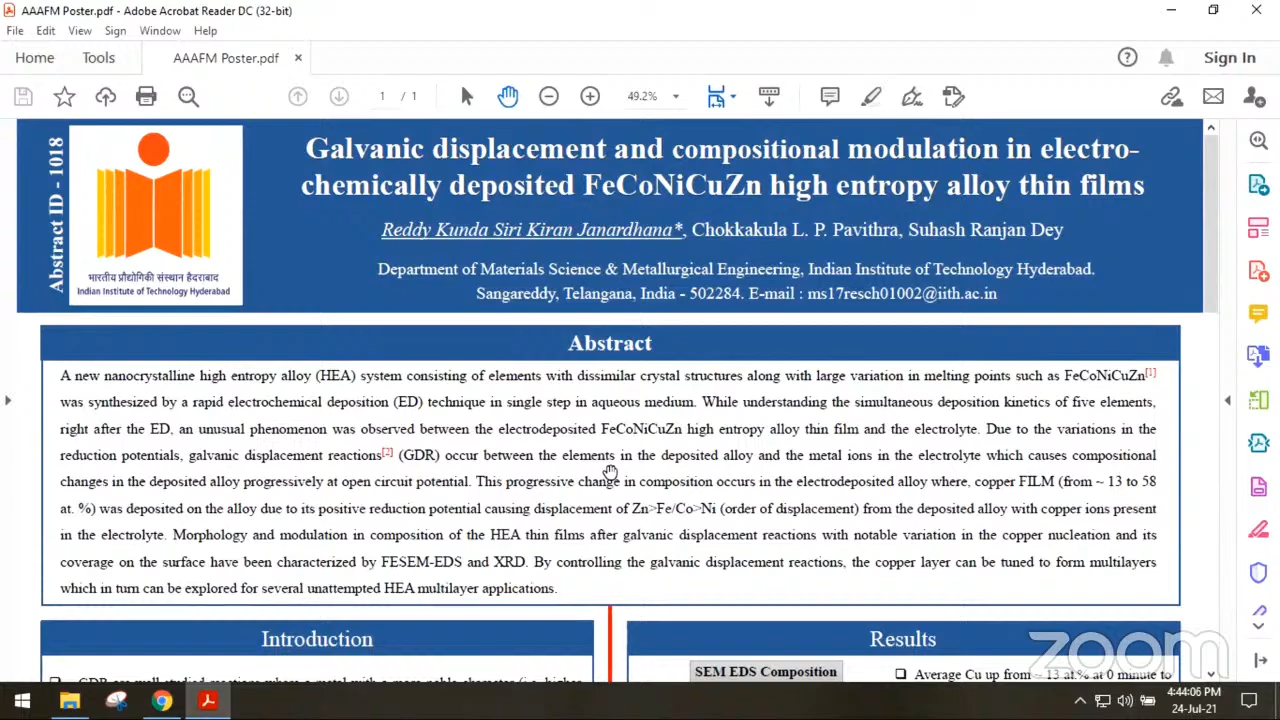 AAAFM Poster.pdf - Adobe Acrobat Reader DC (32-bit)
File Edit View Sign Window Help
Home Tools AAAFM Poster.pdf × Sign In
1 / 1 49.2%
Abstract ID - 1018
भारतीय प्रौद्योगिकी संस्थान हैदराबाद
Indian Institute of Technology Hyderabad
Galvanic displacement and compositional modulation in electro-
chemically deposited FeCoNiCuZn high entropy alloy thin films
Reddy Kunda Siri Kiran Janardhana*, Chokkakula L. P. Pavithra, Suhash Ranjan Dey
Department of Materials Science & Metallurgical Engineering, Indian Institute of Technology Hyderabad.
Sangareddy, Telangana, India - 502284. E-mail : ms17resch01002@iith.ac.in
Abstract
A new nanocrystalline high entropy alloy (HEA) system consisting of elements with dissimilar crystal structures along with large variation in melting points such as FeCoNiCuZn[1]
was synthesized by a rapid electrochemical deposition (ED) technique in single step in aqueous medium. While understanding the simultaneous deposition kinetics of five elements,
right after the ED, an unusual phenomenon was observed between the electrodeposited FeCoNiCuZn high entropy alloy thin film and the electrolyte. Due to the variations in the
reduction potentials, galvanic displacement reactions[2] (GDR) occur between the elements in the deposited alloy and the metal ions in the electrolyte which causes compositional
changes in the deposited alloy progressively at open circuit potential. This progressive change in composition occurs in the electrodeposited alloy where, copper FILM (from ~ 13 to 58
at. %) was deposited on the alloy due to its positive reduction potential causing displacement of Zn>Fe/Co>Ni (order of displacement) from the deposited alloy with copper ions present
in the electrolyte. Morphology and modulation in composition of the HEA thin films after galvanic displacement reactions with notable variation in the copper nucleation and its
coverage on the surface have been characterized by FESEM-EDS and XRD. By controlling the galvanic displacement reactions, the copper layer can be tuned to form multilayers
which in turn can be explored for several unattempted HEA multilayer applications.
Introduction
Results
SEM EDS Composition
Average Cu up from ~ 13 at.% at 0 minute to
zoom
4:44:06 PM
24-Jul-21